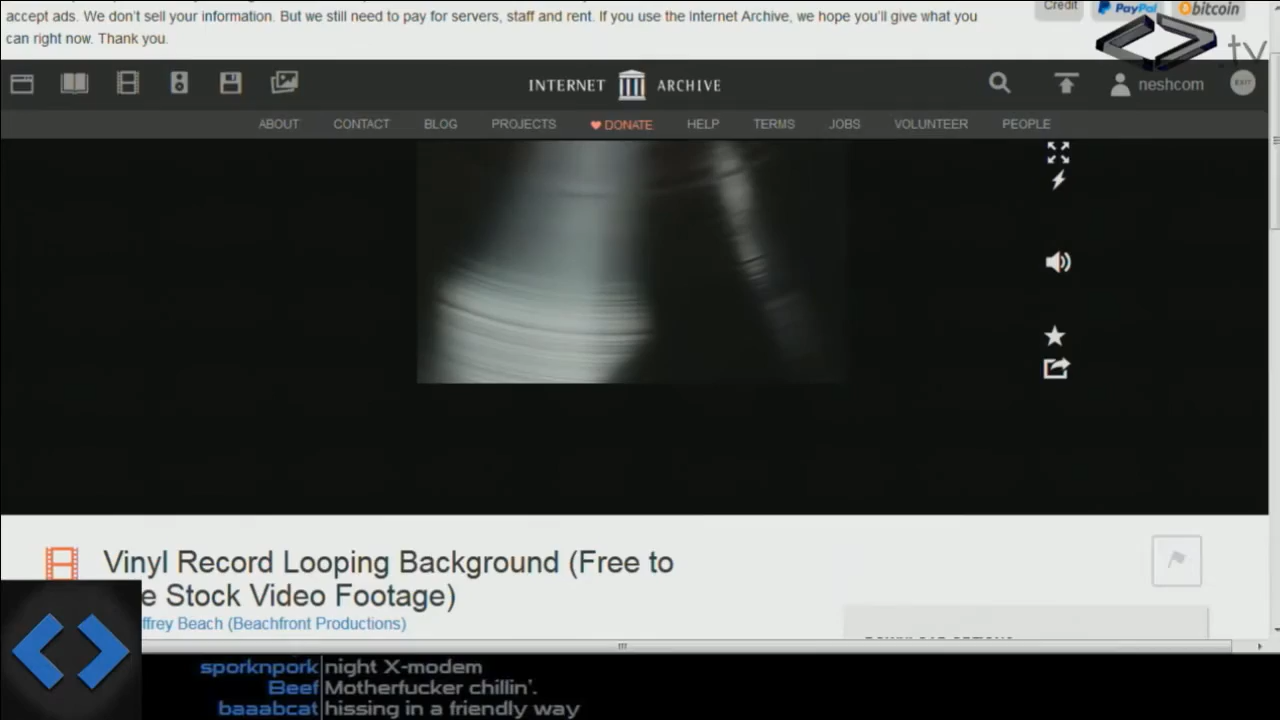 accept ads. We don't sell your information. But we still need to pay for servers, staff and rent. If you use the Internet Archive, we hope you'll give what you
can right now. Thank you.
Credit PayPal bitcoin
.tv
INTERNET ARCHIVE neshcom EXIT
ABOUT CONTACT BLOG PROJECTS DONATE HELP TERMS JOBS VOLUNTEER PEOPLE
Vinyl Record Looping Background (Free to
e Stock Video Footage)
ffrey Beach (Beachfront Productions)
sporknpork night X-modem
Beef Motherfucker chillin'.
baaabcat hissing in a friendly way